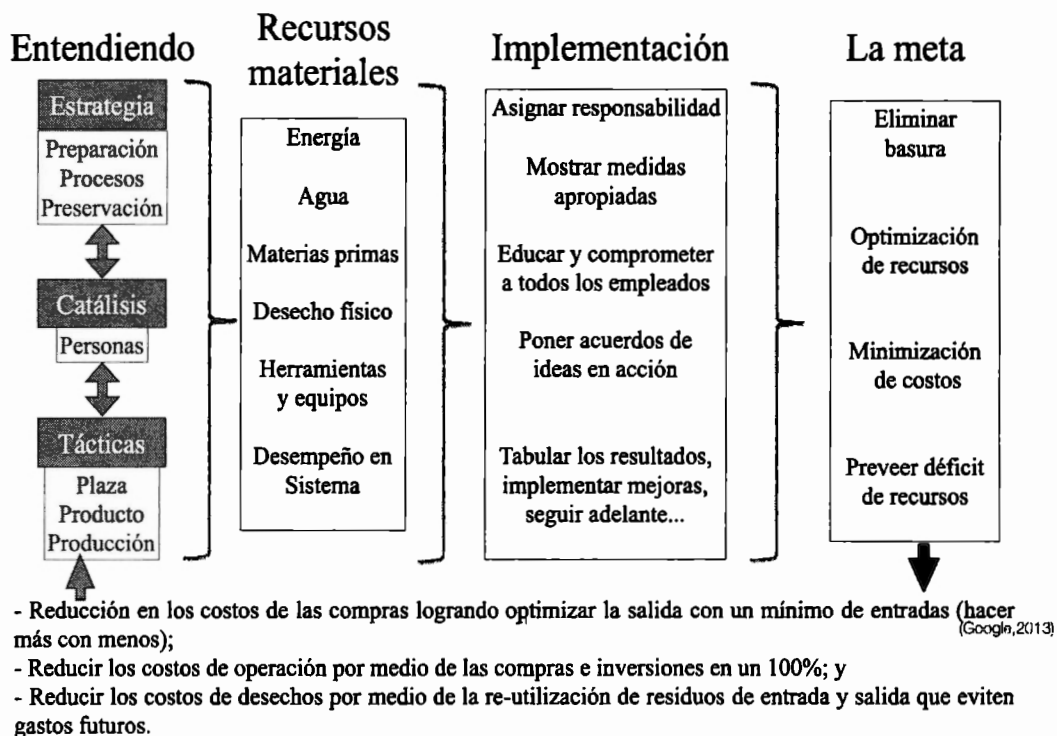 Entendiendo
Estrategia
Preparación
Procesos
Preservación
Catálisis
Personas
Tácticas
Plaza
Producto
Producción
Recursos
materiales
Energía
Agua
Materias primas
Desecho físico
Herramientas
y equipos
Desempeño en
Sistema
Implementación
Asignar responsabilidad
Mostrar medidas
apropiadas
Educar y comprometer
a todos los empleados
Poner acuerdos de
ideas en acción
Tabular los resultados,
implementar mejoras,
seguir adelante...
La meta
Eliminar
basura
Optimización
de recursos
Minimización
de costos
Preveer déficit
de recursos
- Reducción en los costos de las compras logrando optimizar la salida con un mínimo de entradas (hacer
(Google,2013)
más con menos);
- Reducir los costos de operación por medio de las compras e inversiones en un 100%; y
- Reducir los costos de desechos por medio de la re-utilización de residuos de entrada y salida que eviten
gastos futuros.